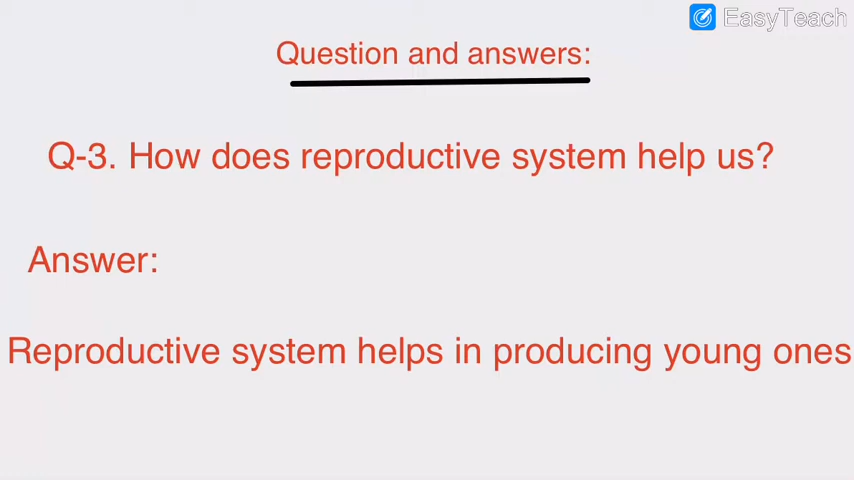 EasyTeach
Question and answers:
Q-3. How does reproductive system help us?
Answer:
Reproductive system helps in producing young ones